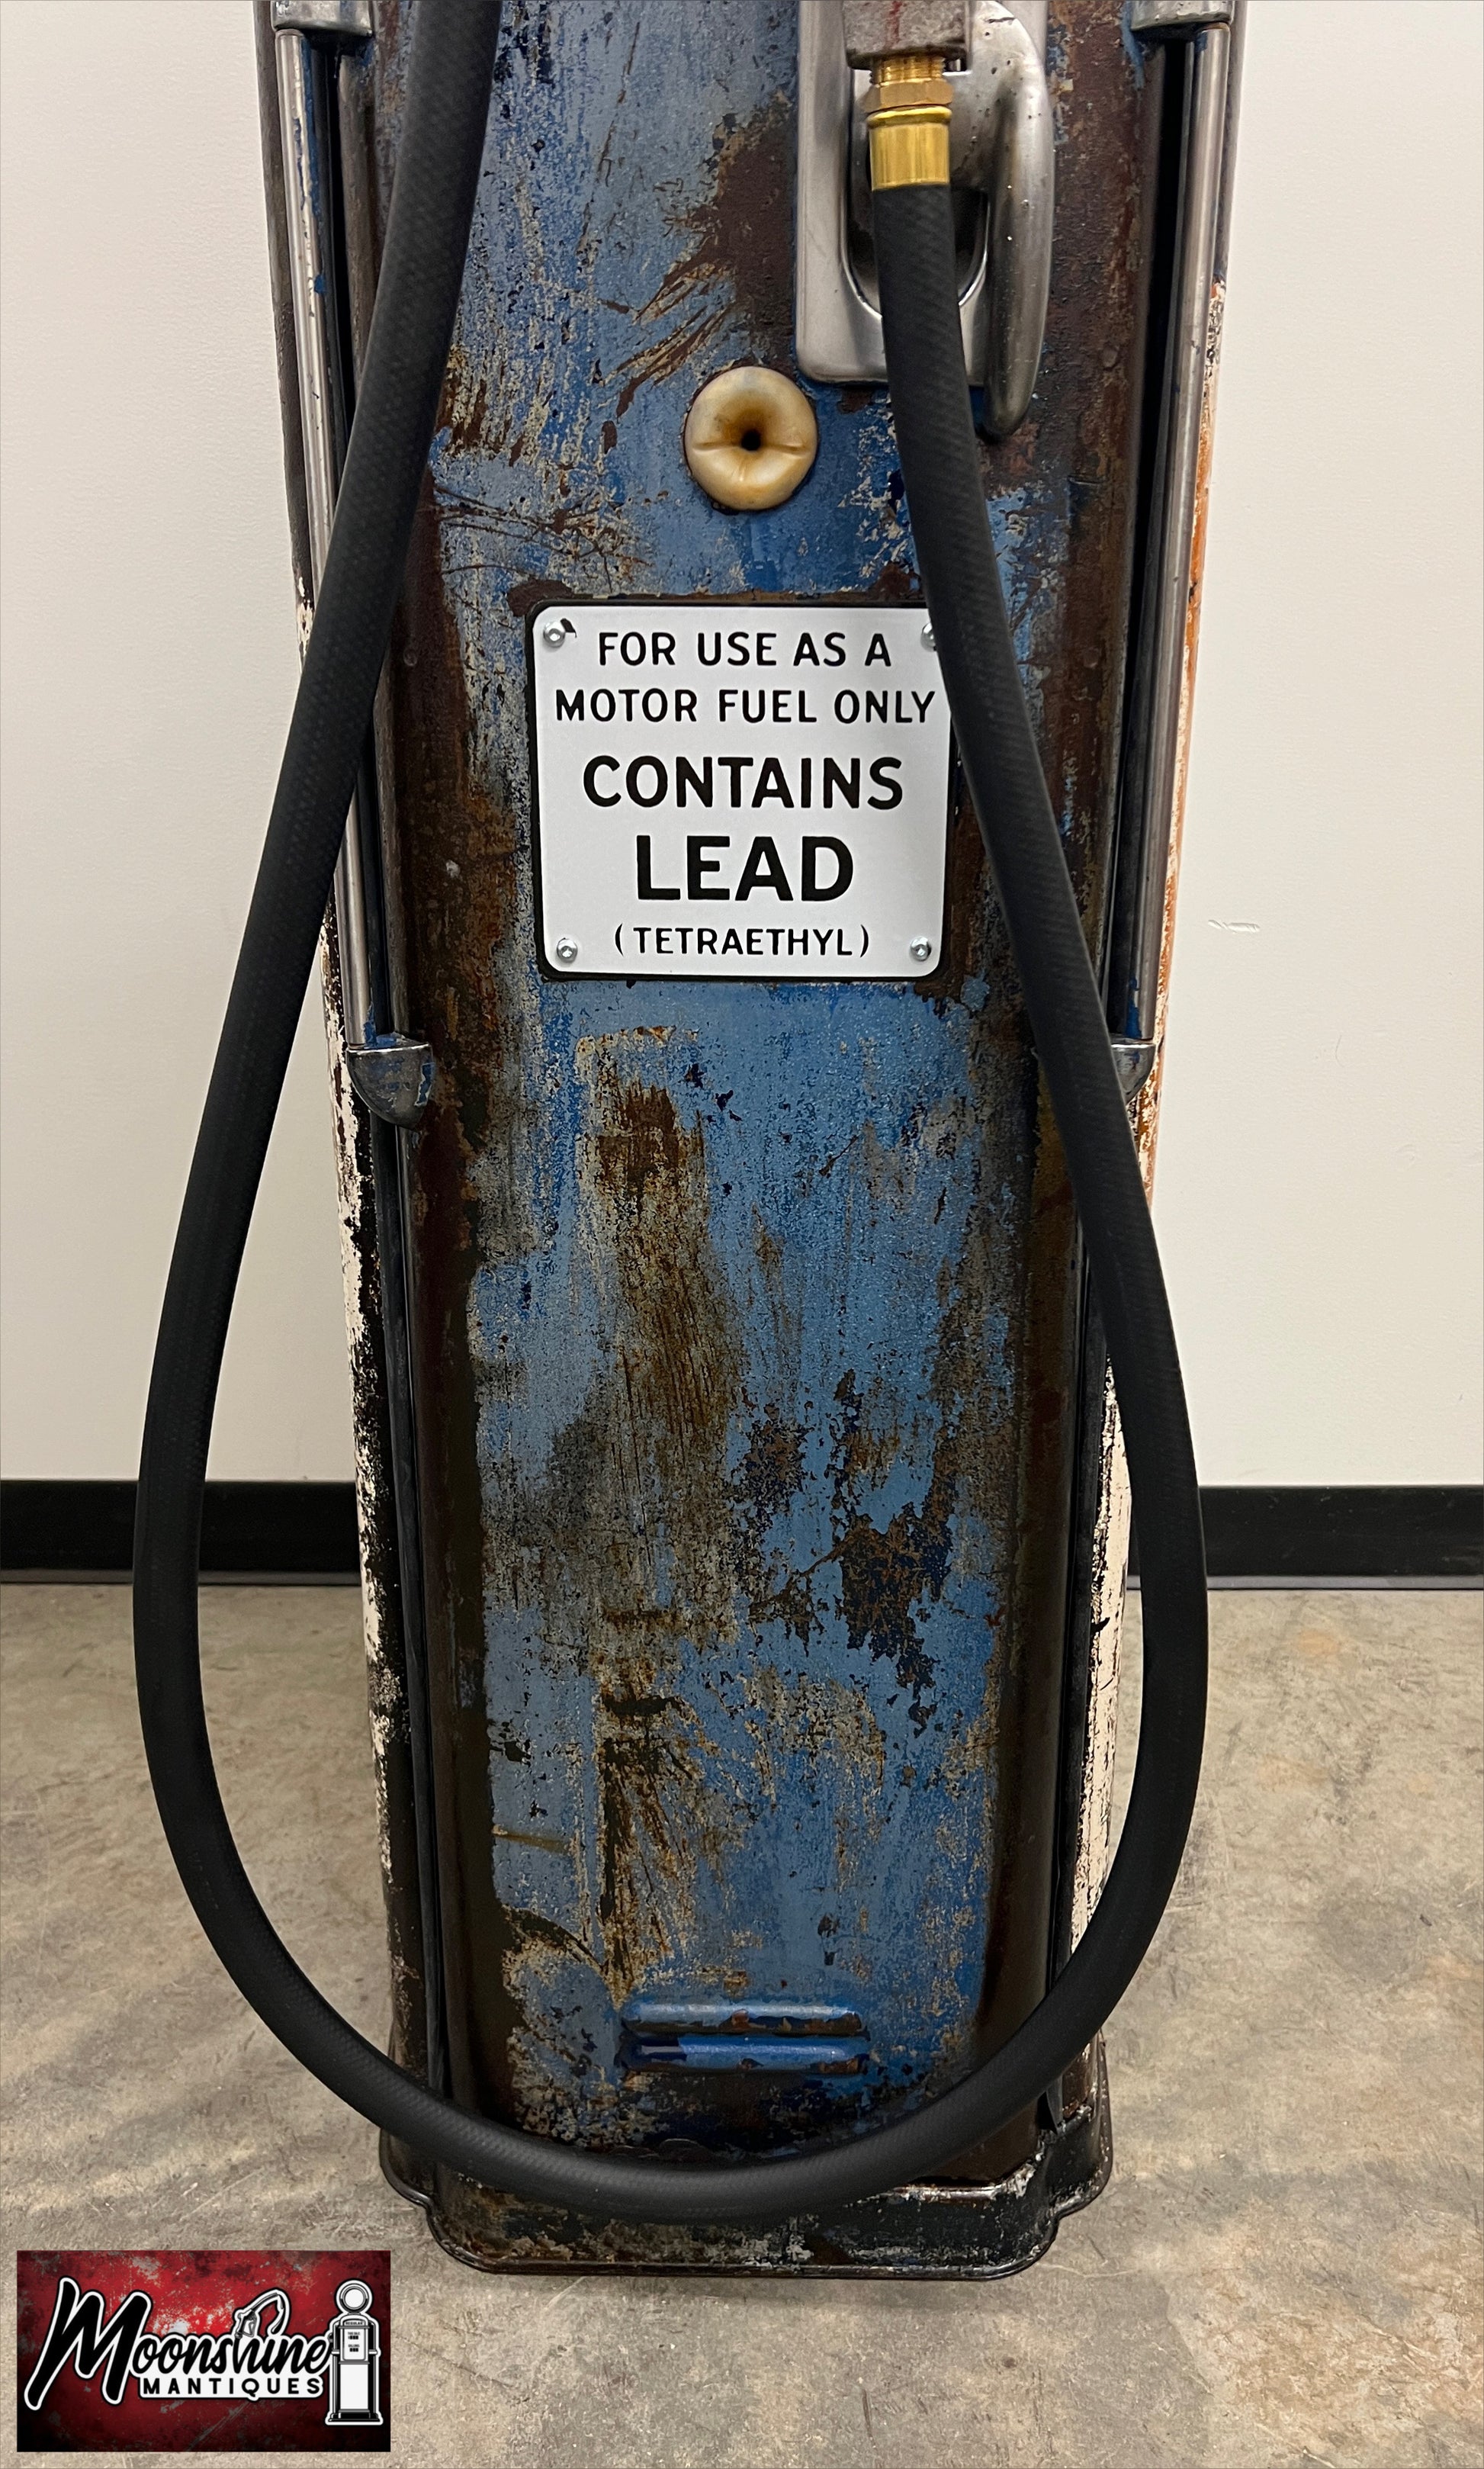 FOR USE AS A
MOTOR FUEL ONLY
CONTAINS
LEAD
(TETRAETHYL)
Moonshine
MANTIQUES